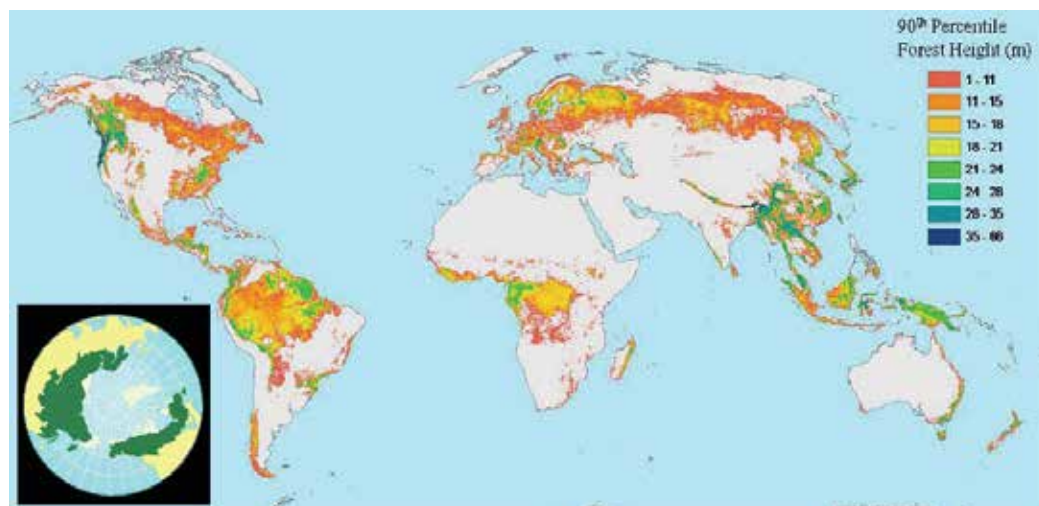 90Th Percentile
Forest Height (m)
1 - 11
11 - 15
15 - 18
18 - 21
21 - 24
24 28
28 - 35
35 - 66